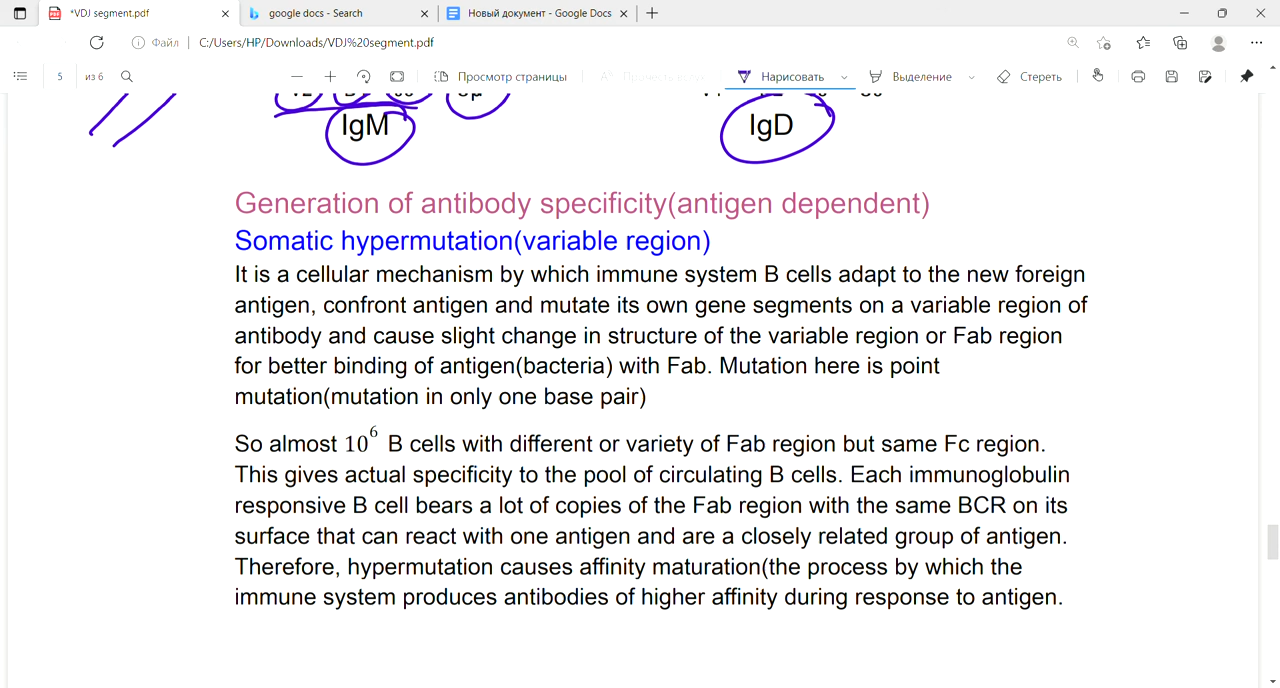 *VDJ segment.pdf
google docs - Search
Новый документ - Google Docs
Файл
C:/Users/HP/Downloads/VDJ%20segment.pdf
5 из 6
Просмотр страницы
Нарисовать
Выделение
Стереть
IgM IgD
Generation of antibody specificity(antigen dependent)
Somatic hypermutation(variable region)
It is a cellular mechanism by which immune system B cells adapt to the new foreign
antigen, confront antigen and mutate its own gene segments on a variable region of
antibody and cause slight change in structure of the variable region or Fab region
for better binding of antigen(bacteria) with Fab. Mutation here is point
mutation(mutation in only one base pair)
So almost 10⁶ B cells with different or variety of Fab region but same Fc region.
This gives actual specificity to the pool of circulating B cells. Each immunoglobulin
responsive B cell bears a lot of copies of the Fab region with the same BCR on its
surface that can react with one antigen and are a closely related group of antigen.
Therefore, hypermutation causes affinity maturation(the process by which the
immune system produces antibodies of higher affinity during response to antigen.